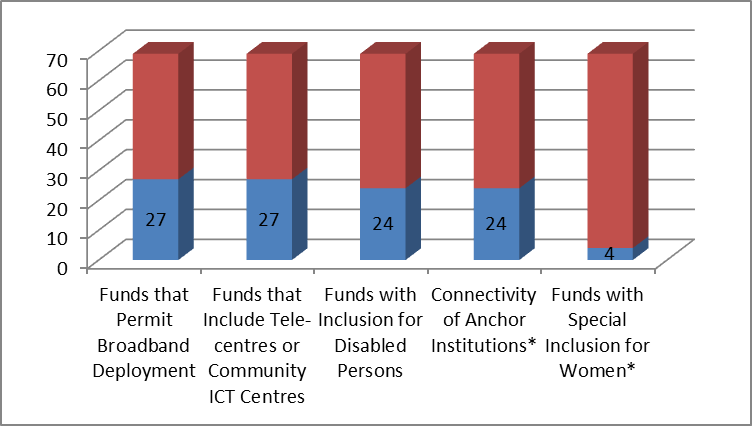 70
60
50
40
30
20
10
0
27
27
24
24
4
Funds that
Permit
Broadband
Deployment
Funds that
Include Tele-
centres or
Community
ICT Centres
Funds with
Inclusion for
Disabled
Persons
Connectivity
of Anchor
Institutions*
Funds with
Special
Inclusion for
Women*